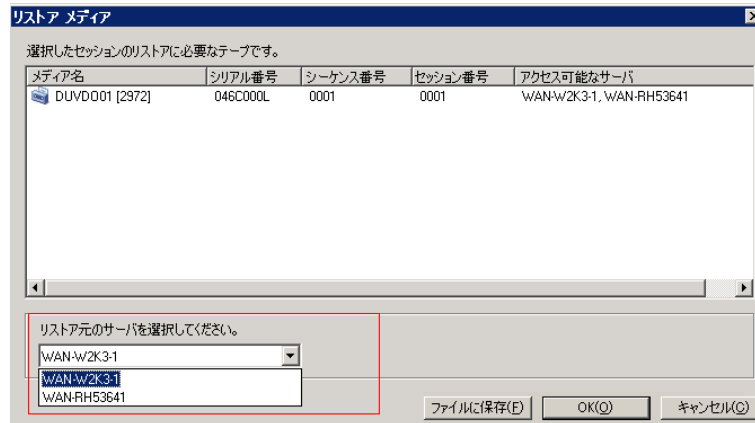 リストア メディア
選択したセッションのリストアに必要なテープです。
メディア名 シリアル番号 シーケンス番号 セッション番号 アクセス可能なサーバ
DUVD001 [2972] 046C000L 0001 0001 WAN-W2K3-1, WAN-RH53641
リストア元のサーバを選択してください。
WAN-W2K3-1
WAN-W2K3-1
WAN-RH53641
ファイルに保存(F) OK(O) キャンセル(C)